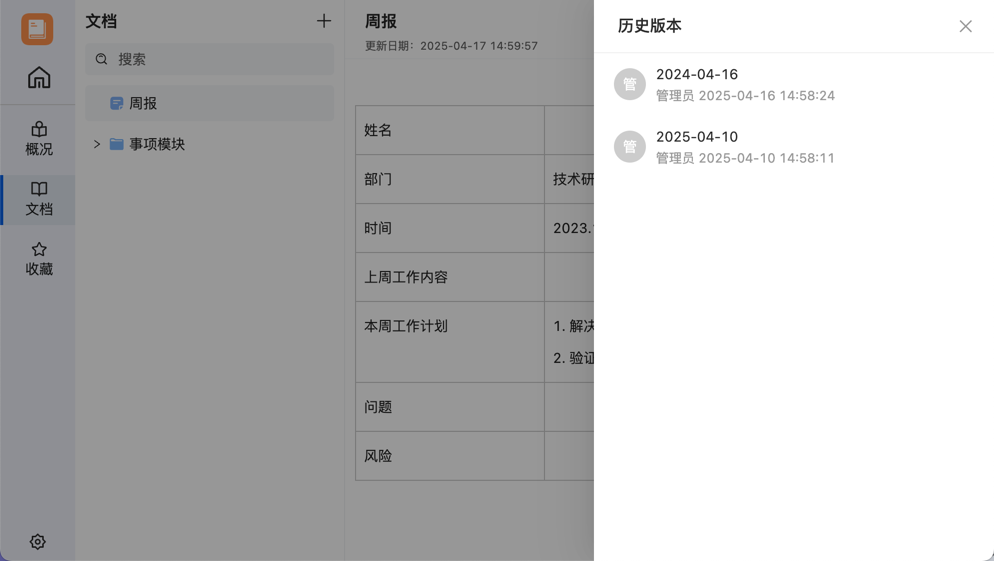 文档
搜索
周报
事项模块
概况
文档
收藏
周报
更新日期：2025-04-17 14:59:57
姓名
部门 技术研
时间 2023.
上周工作内容
本周工作计划 1. 解决
2. 验证
问题
风险
历史版本
管 2024-04-16
管理员 2025-04-16 14:58:24
管 2025-04-10
管理员 2025-04-10 14:58:11